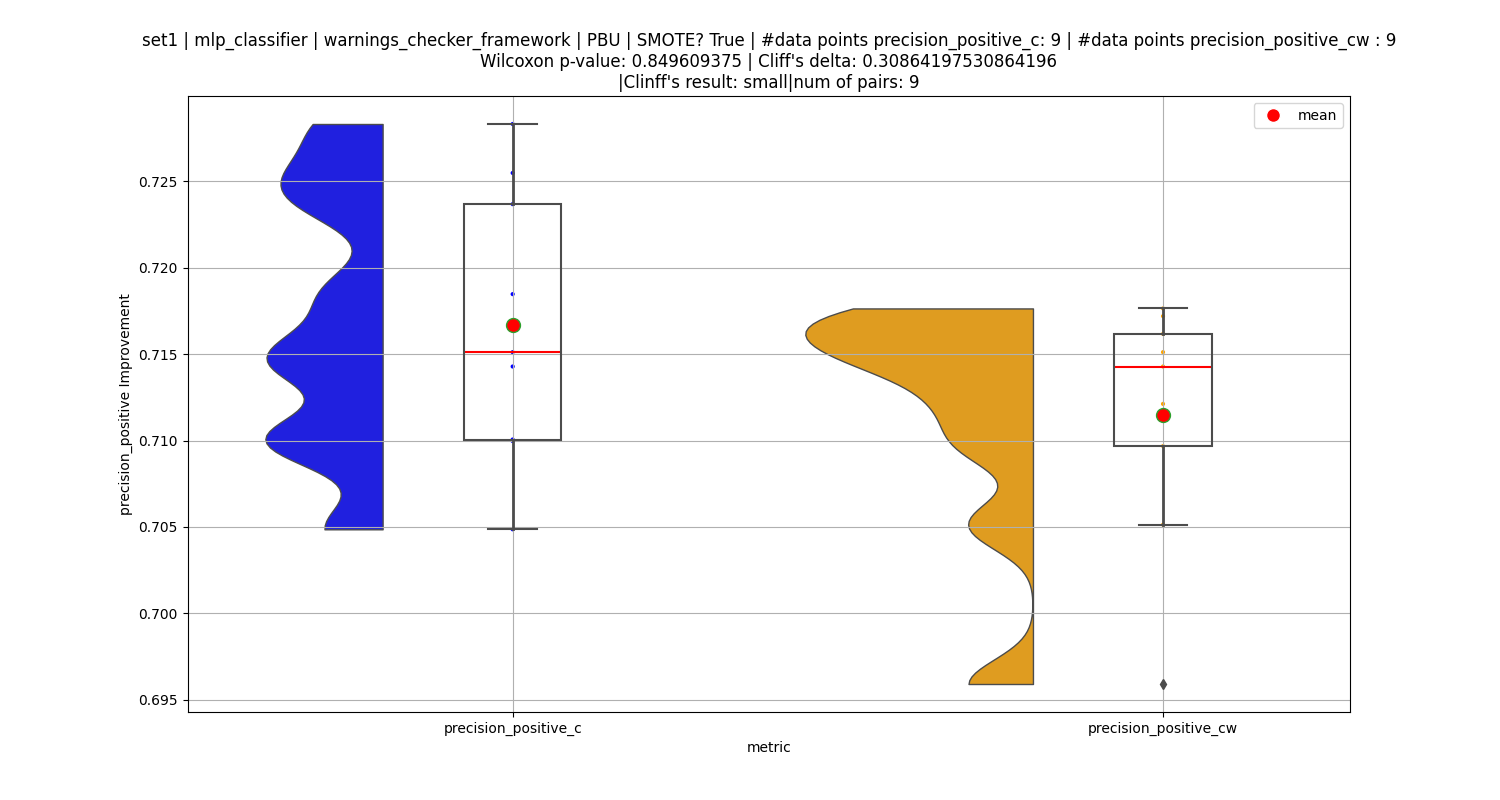 set1 | mlp_classifier | warnings_checker_framework | PBU | SMOTE? True | #data points precision_positive_c: 9 | #data points precision_positive_cw : 9
Wilcoxon p-value: 0.849609375 | Cliff's delta: 0.30864197530864196
|Clinff's result: small|num of pairs: 9
mean
0.725
0.720
0.715
0.710
0.705
0.700
0.695
precision_positive Improvement
precision_positive_c
precision_positive_cw
metric